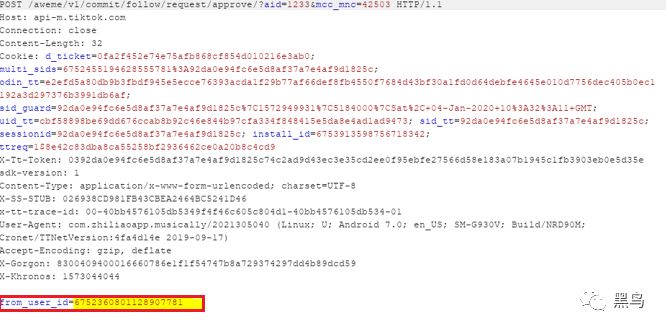 POST /aweme/v1/commit/follow/request/approve/?aid=1233&mcc_mnc=42503 HTTP/1.1
Host: api-m.tiktok.com
Connection: close
Content-Length: 32
Cookie: d_ticket=0fa2f452e74e75afb868cf854d010216e3ab0;
multi_sids=6752455194628555781%3A92da0e94fc6e5d8af37a7e4af9d1825c;
odin_tt=e2efd5a80db9b3fbdf945e5ecce76393acda1f29b77af66def8fb4550f7684d43bf30a1fd0d64debfe4645e010d7756dec405b0ec1
192a3d297376b3991db6af;
sid_guard=92da0e94fc6e5d8af37a7e4af9d1825c%7C1572949931%7C5184000%7CSat%2C+04-Jan-2020+10%3A32%3A11+GMT;
uid_tt=cbf58898be69dd676ccab8b92c46e844b97cfa334f848415e5da8e4ad1ad9473; sid_tt=92da0e94fc6e5d8af37a7e4af9d1825c;
sessionid=92da0e94fc6e5d8af37a7e4af9d1825c; install_id=6753913598756718342;
ttreq=1$8e42c83dba8ca55258bf2936462ce0a20b8c4cd9
X-Tt-Token: 0392da0e94fc6e5d8af37a7e4af9d1825c74c2ad9d43ec3e35cd2ee0f95ebfe27566d58e183a07b1945c1fb3903eb0e5d35e
sdk-version: 1
Content-Type: application/x-www-form-urlencoded; charset=UTF-8
X-SS-STUB: 026938CD981FB43CBEA2464BC5241D46
x-tt-trace-id: 00-40bb4576105db5349f4f46c605c804d1-40bb4576105db534-01
User-Agent: com.zhiliaoapp.musically/2021305040 (Linux; U; Android 7.0; en_US; SM-G930V; Build/NRD90M;
Cronet/TTNetVersion:4fa4d14e 2019-09-17)
Accept-Encoding: gzip, deflate
X-Gorgon: 8300409400016660786e1f1f54747b8a729374297dd4b89dcd59
X-Khronos: 1573044044
from_user_id=6752360801128907781
黑鸟